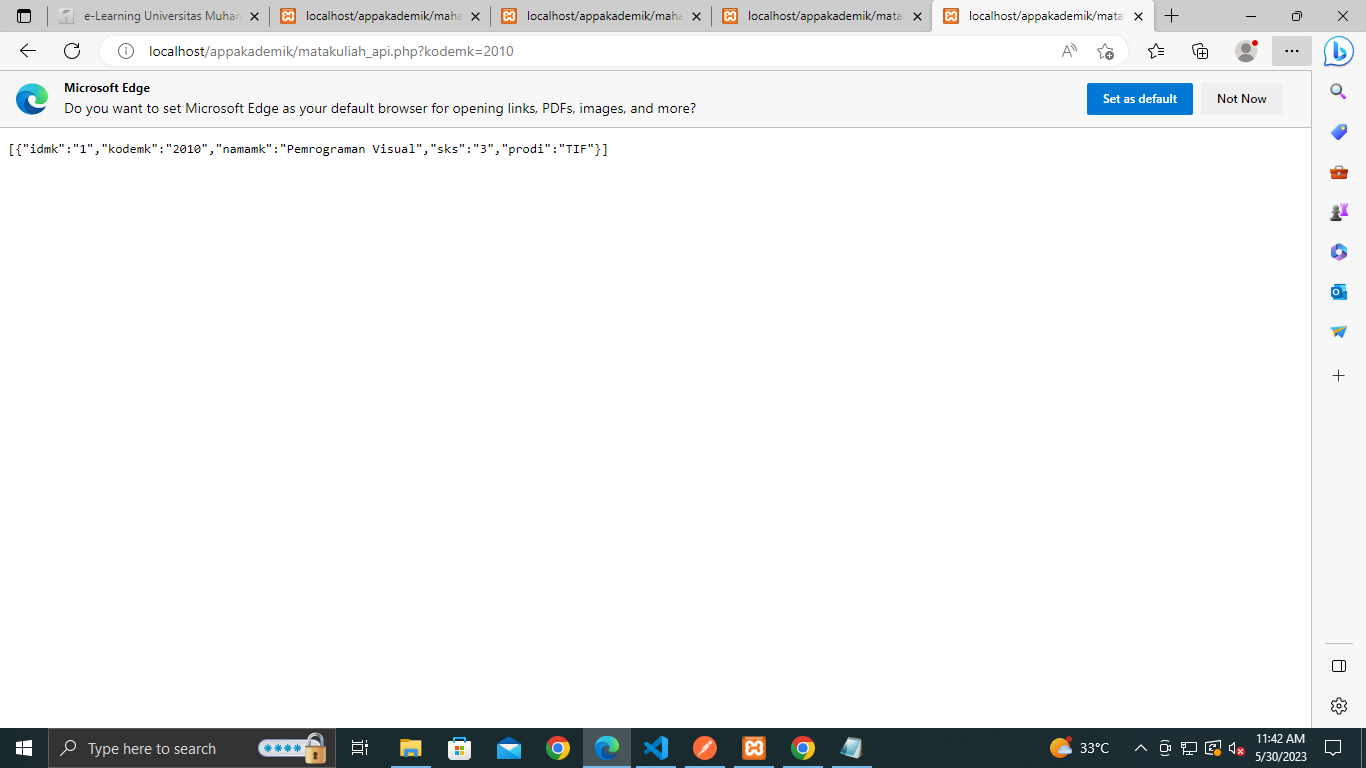 e-Learning Universitas Muham
localhost/appakademik/maha
localhost/appakademik/maha
localhost/appakademik/mata
localhost/appakademik/mata
localhost/appakademik/matakuliah_api.php?kodemk=2010
Microsoft Edge
Do you want to set Microsoft Edge as your default browser for opening links, PDFs, images, and more?
Set as default
Not Now
[{"idmk":"1","kodemk":"2010","namamk":"Pemrograman Visual","sks":"3","prodi":"TIF"}]
Type here to search
33°C
11:42 AM
5/30/2023